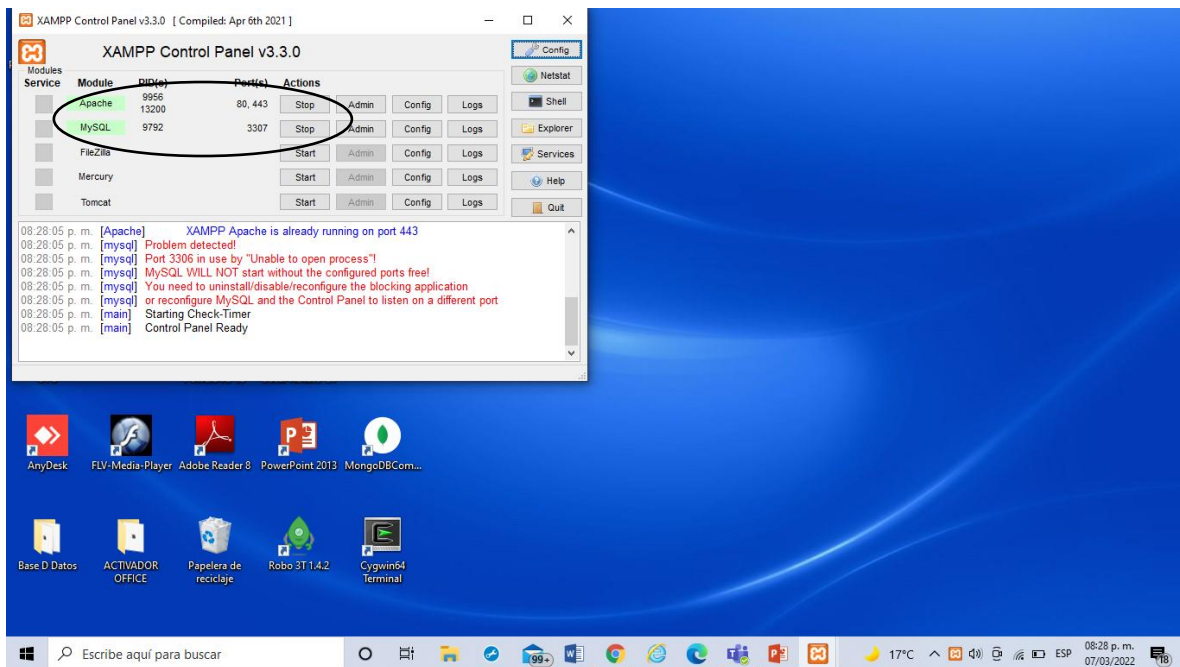 XAMPP Control Panel v3.3.0 [ Compiled: Apr 6th 2021 ]
XAMPP Control Panel v3.3.0
Config
Modules
Service Module PID(s) Port(s) Actions
Netstat
Apache 9956 13200 80, 443 Stop Admin Config Logs
Shell
MySQL 9792 3307 Stop Admin Config Logs
Explorer
FileZilla Start Admin Config Logs
Services
Mercury Start Admin Config Logs
Help
Tomcat Start Admin Config Logs
Quit
08:28:05 p. m. [Apache] XAMPP Apache is already running on port 443
08:28:05 p. m. [mysql] Problem detected!
08:28:05 p. m. [mysql] Port 3306 in use by "Unable to open process"!
08:28:05 p. m. [mysql] MySQL WILL NOT start without the configured ports free!
08:28:05 p. m. [mysql] You need to uninstall/disable/reconfigure the blocking application
08:28:05 p. m. [mysql] or reconfigure MySQL and the Control Panel to listen on a different port
08:28:05 p. m. [main] Starting Check-Timer
08:28:05 p. m. [main] Control Panel Ready
AnyDesk FLV-Media-Player Adobe Reader 8 PowerPoint 2013 MongoDBCom...
Base D Datos ACTIVADOR OFFICE Papelera de reciclaje Robo 3T 1.4.2 Cygwin64 Terminal
Escribe aquí para buscar 99+ 17°C ESP 08:28 p. m.
07/03/2022 18